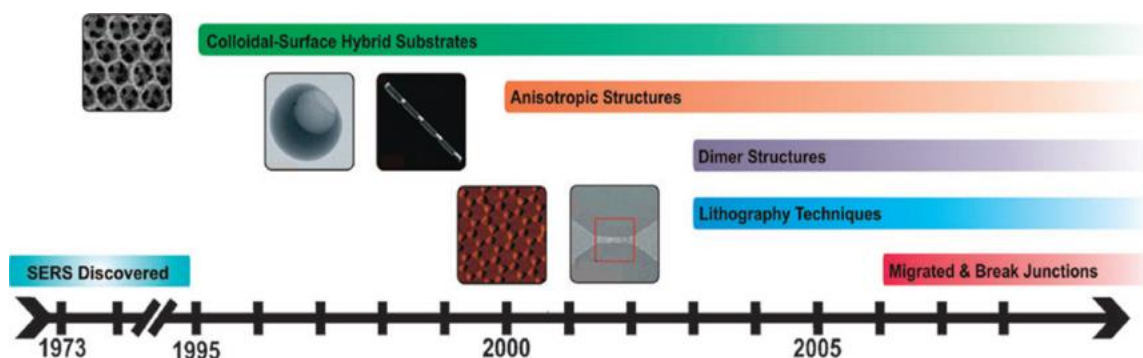 Colloidal-Surface Hybrid Substrates
Anisotropic Structures
Dimer Structures
Lithography Techniques
SERS Discovered
Migrated & Break Junctions
1973
1995
2000
2005